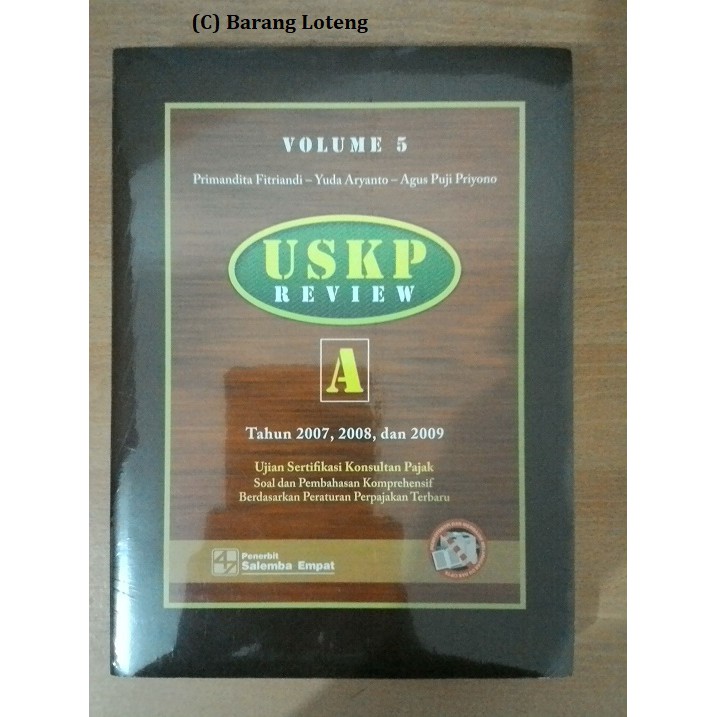 (C) Barang Loteng
VOLUME 5
Primandita Fitriandi – Yuda Aryanto – Agus Puji Priyono
USKP
REVIEW
A
Tahun 2007, 2008, dan 2009
Ujian Sertifikasi Konsultan Pajak
Soal dan Pembahasan Komprehensif
Berdasarkan Peraturan Perpajakan Terbaru
Penerbit
Salemba Empat